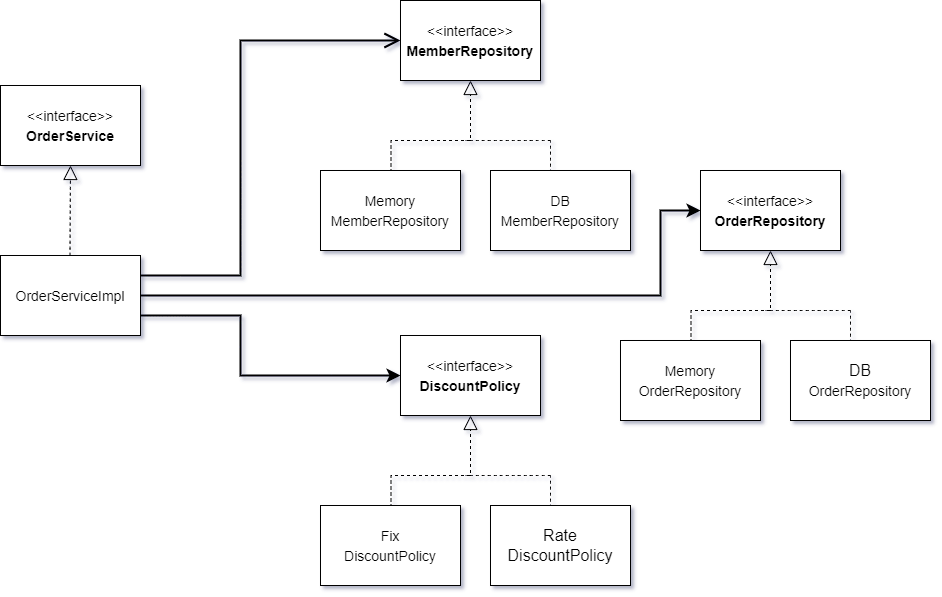 <<interface>>
MemberRepository
<<interface>>
OrderService
Memory
MemberRepository
DB
MemberRepository
<<interface>>
OrderRepository
OrderServiceImpl
<<interface>>
DiscountPolicy
Memory
OrderRepository
DB
OrderRepository
Fix
DiscountPolicy
Rate
DiscountPolicy